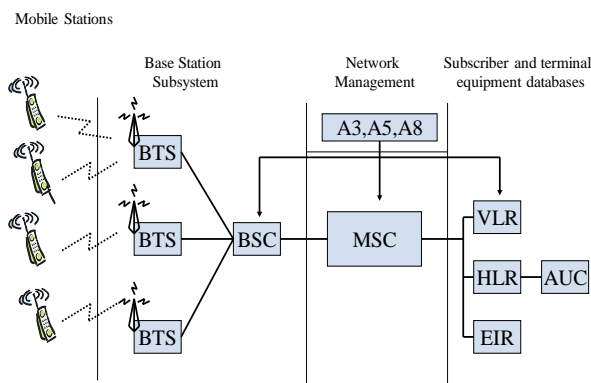 Mobile Stations
Base Station
Subsystem
Network
Management
Subscriber and terminal
equipment databases
A3,A5,A8
BTS
BTS
BTS
BSC
MSC
VLR
HLR
AUC
EIR